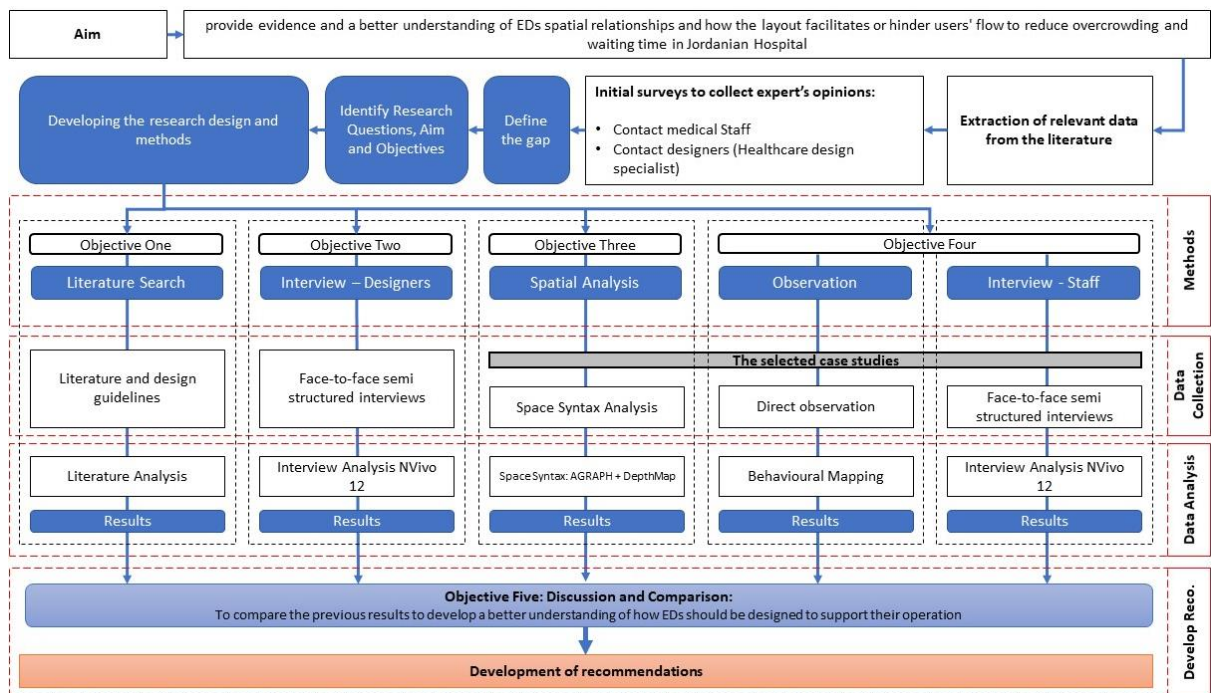 Aim
provide evidence and a better understanding of EDs spatial relationships and how the layout facilitates or hinder users' flow to reduce overcrowding and
waiting time in Jordanian Hospital
Developing the research design and
methods
Identify Research
Questions, Aim
and Objectives
Define
the gap
Initial surveys to collect expert's opinions:
• Contact medical Staff
• Contact designers (Healthcare design
specialist)
Extraction of relevant data
from the literature
Objective One
Objective Two
Objective Three
Objective Four
Literature Search
Interview – Designers
Spatial Analysis
Observation
Interview - Staff
Methods
The selected case studies
Literature and design
guidelines
Face-to-face semi
structured interviews
Space Syntax Analysis
Direct observation
Face-to-face semi
structured interviews
Data
Collection
Literature Analysis
Interview Analysis NVivo
12
Space Syntax: AGRAPH + DepthMap
Behavioural Mapping
Interview Analysis NVivo
12
Results
Results
Results
Results
Results
Data Analysis
Objective Five: Discussion and Comparison:
To compare the previous results to develop a better understanding of how EDs should be designed to support their operation
Development of recommendations
Develop Reco.